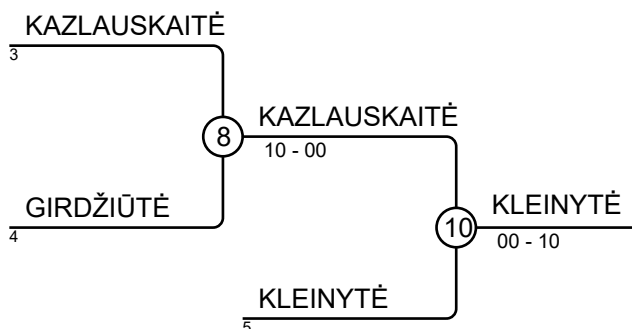 KAZLAUSKAITĖ
3
8
KAZLAUSKAITĖ
10 - 00
GIRDŽIŪTĖ
4
10
KLEINYTĖ
00 - 10
KLEINYTĖ
5